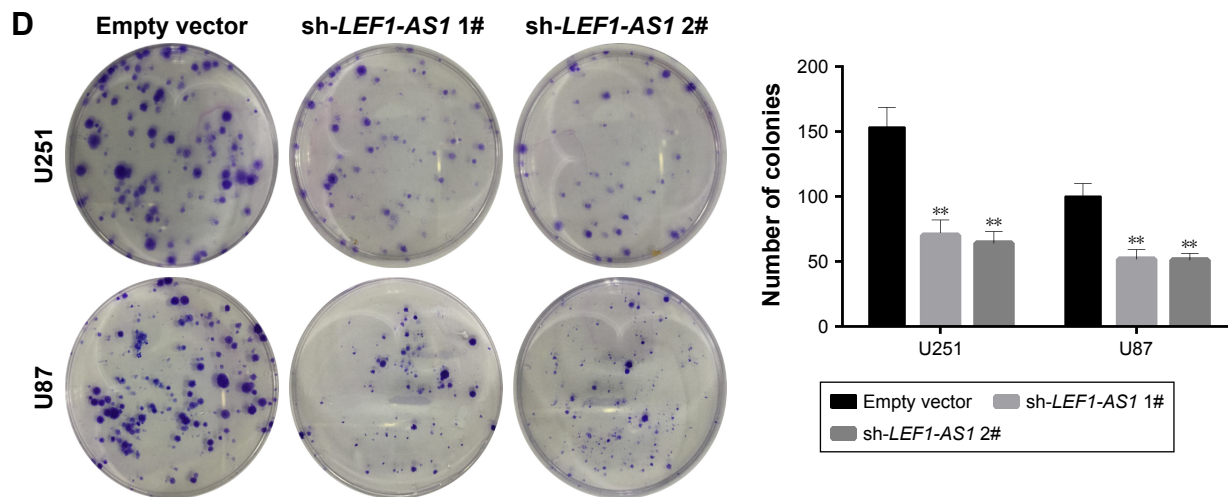 D
Empty vector
sh-LEF1-AS1 1#
sh-LEF1-AS1 2#
U251
U87
Number of colonies
200
150
100
50
0
**
**
**
**
U251
U87
Empty vector
sh-LEF1-AS1 1#
sh-LEF1-AS1 2#